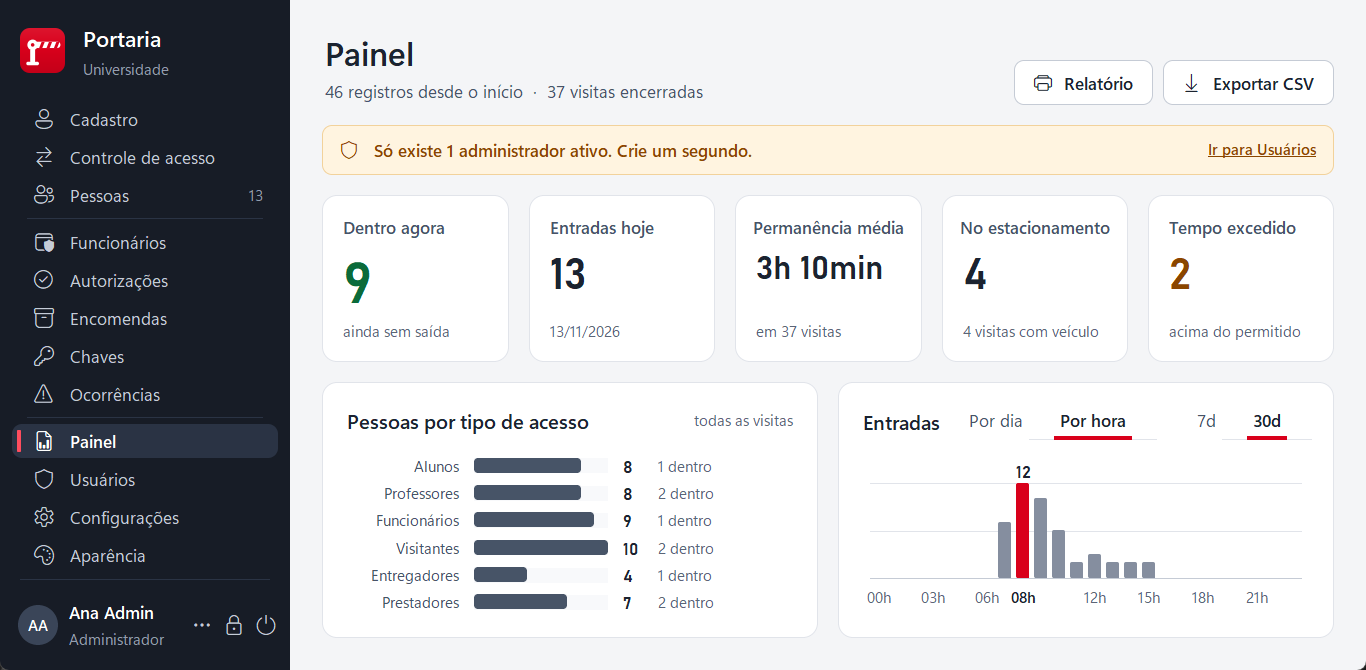 Portaria
Universidade
Cadastro
Controle de acesso
Pessoas 13
Funcionários
Autorizações
Encomendas
Chaves
Ocorrências
Painel
Usuários
Configurações
Aparência
AA
Ana Admin
Administrador
Painel
46 registros desde o início · 37 visitas encerradas
Relatório
Exportar CSV
Só existe 1 administrador ativo. Crie um segundo.
Ir para Usuários
Dentro agora
9
ainda sem saída
Entradas hoje
13
13/11/2026
Permanência média
3h 10min
em 37 visitas
No estacionamento
4
4 visitas com veículo
Tempo excedido
2
acima do permitido
Pessoas por tipo de acesso
todas as visitas
Alunos 8 1 dentro
Professores 8 2 dentro
Funcionários 9 1 dentro
Visitantes 10 2 dentro
Entregadores 4 1 dentro
Prestadores 7 2 dentro
Entradas
Por dia
Por hora
7d
30d
12
00h 03h 06h 08h 12h 15h 18h 21h